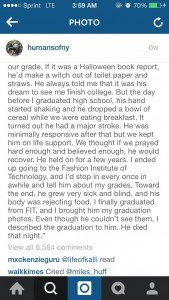 Sprint LTE 3:59 AM 70%
PHOTO
humansofny 6w
our grade. If it was a Halloween book report,
he'd make a witch out of toilet paper and
straws. He always told me that it was his
dream to see me finish college. But the day
before I graduated high school, his hand
started shaking and he dropped a bowl of
cereal while we were eating breakfast. It
turned out he had a major stroke. He was
minimally responsive after that but we kept
him on life support. We thought if we prayed
hard enough and believed enough, he would
recover. He held on for a few years. I ended
up going to the Fashion Institute of
Technology, and I'd stop in every once in
awhile and tell him about my grades. Toward
the end, he grew very sick and blind, and his
body was rejecting food. I finally graduated
from FIT, and I brought him my graduation
photos. Even though he couldn't see them, I
described the graduation to him. He died
that night."
View all 6,584 comments
mxckenzieguru @lifeofkalli read
walkkimes Cried @miles_huff